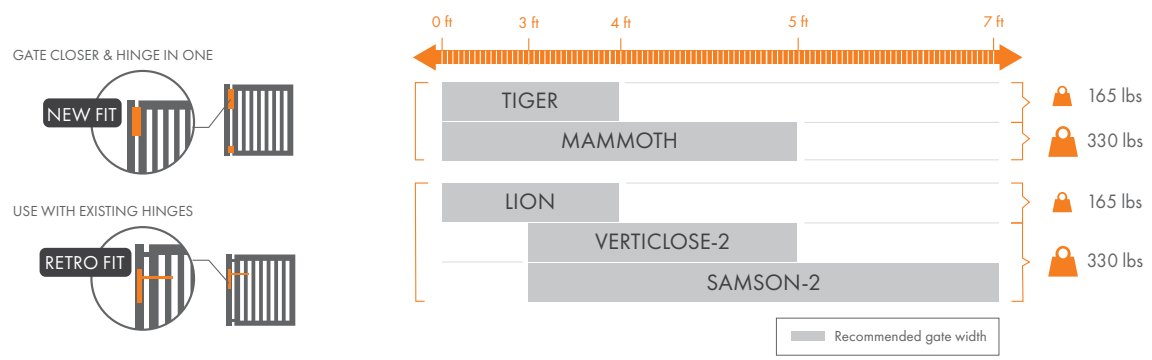 0 ft 3 ft 4 ft 5 ft 7 ft
GATE CLOSER & HINGE IN ONE
NEW FIT
TIGER
165 lbs
MAMMOTH
330 lbs
USE WITH EXISTING HINGES
RETRO FIT
LION
165 lbs
VERTICLOSE-2
330 lbs
SAMSON-2
Recommended gate width